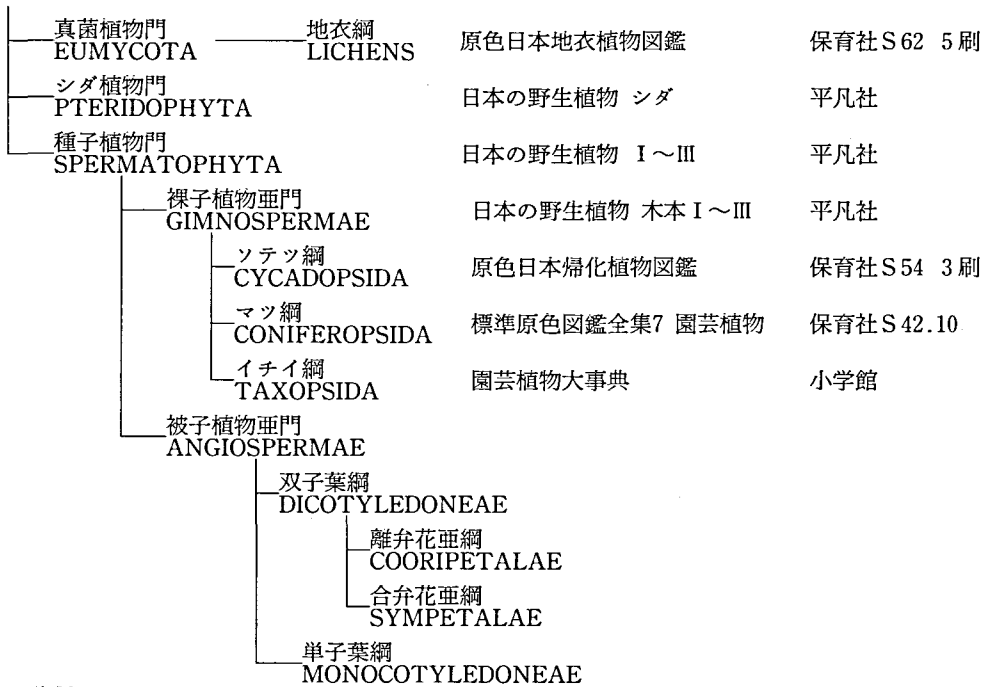 真菌植物門 地衣綱
EUMYCOTA LICHENS 原色日本地衣植物図鑑 保育社S62 5刷
シダ植物門
PTERIDOPHYTA 日本の野生植物 シダ 平凡社
種子植物門
SPERMATOPHYTA 日本の野生植物 Ⅰ～Ⅲ 平凡社
裸子植物亜門
GIMNOSPERMAE 日本の野生植物 木本Ⅰ～Ⅲ 平凡社
ソテツ綱
CYCADOPSIDA 原色日本帰化植物図鑑 保育社S54 3刷
マツ綱
CONIFEROPSIDA 標準原色図鑑全集7 園芸植物 保育社S42.10
イチイ綱
TAXOPSIDA 園芸植物大事典 小学館
被子植物亜門
ANGIOSPERMAE
双子葉綱
DICOTYLEDONEAE
離弁花亜綱
COORIPETALAE
合弁花亜綱
SYMPETALAE
単子葉綱
MONOCOTYLEDONEAE